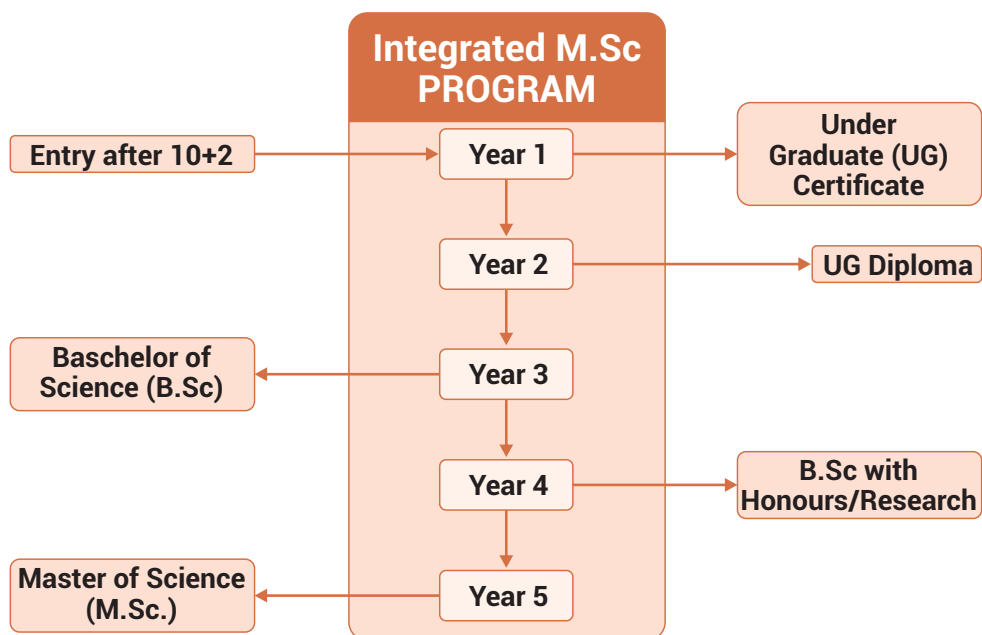 Integrated M.Sc
PROGRAM
Entry after 10+2
Year 1
Under
Graduate (UG)
Certificate
Year 2
UG Diploma
Baschelor of
Science (B.Sc)
Year 3
Year 4
B.Sc with
Honours/Research
Master of Science
(M.Sc.)
Year 5